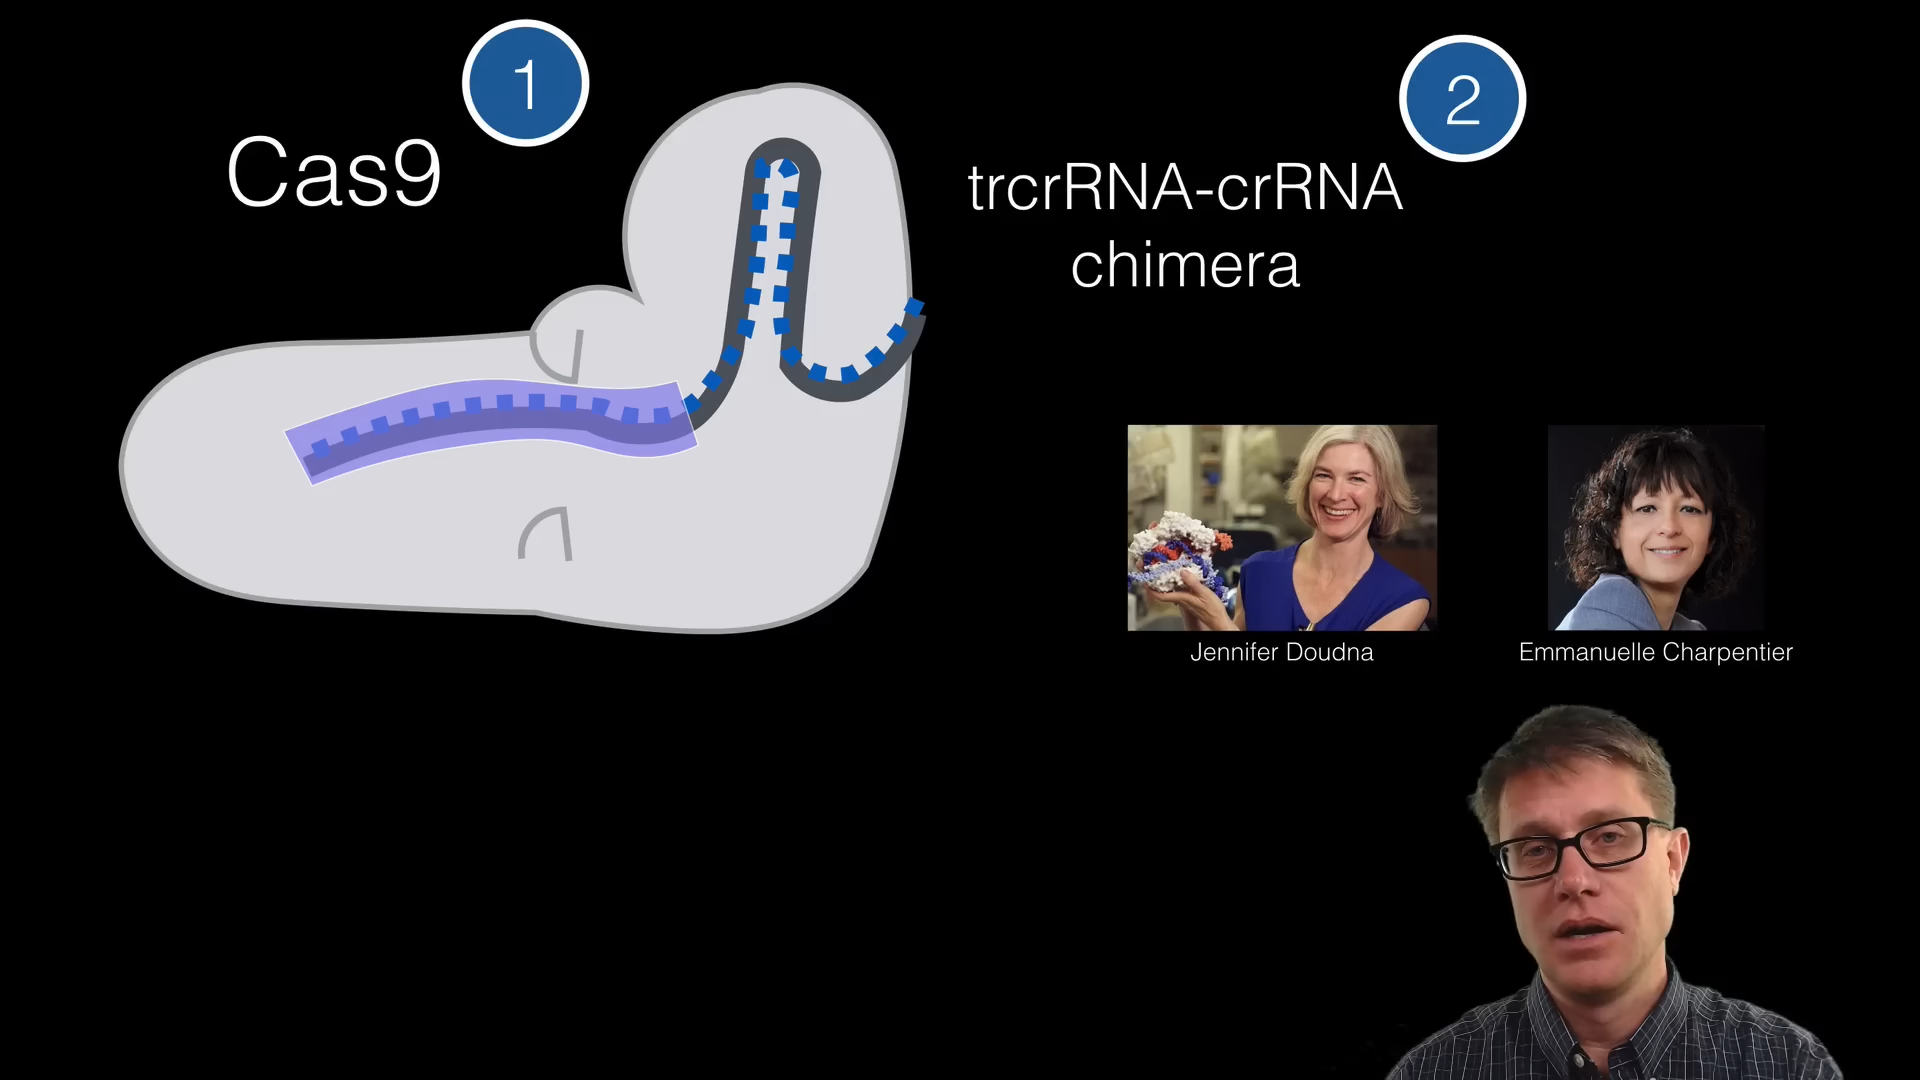 1
Cas9
2
trcrRNA-crRNA
chimera
Jennifer Doudna
Emmanuelle Charpentier